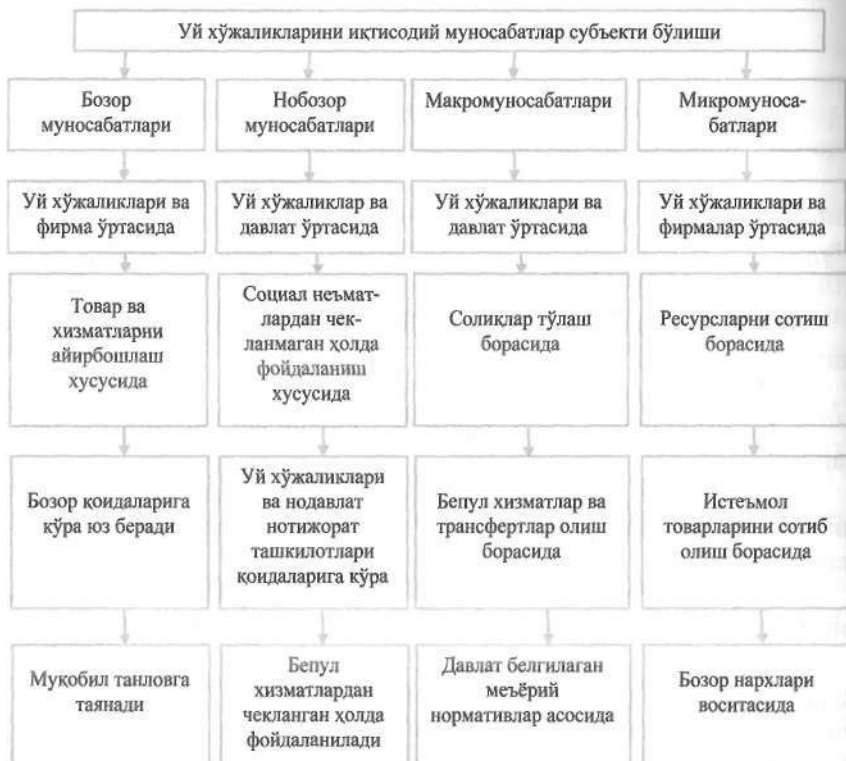 Уй хўжаликларини иқтисодий муносабатлар субъекти бўлиши
Бозор
муносабатлари
Нобозор
муносабатлари
Макромуносабатлари
Микромуноса-
батлари
Уй хўжаликлари ва
фирма ўртасида
Уй хўжаликлар ва
давлат ўртасида
Уй хўжаликлари ва
давлат ўртасида
Уй хўжаликлари ва
фирмалар ўртасида
Товар ва
хизматларни
айирбошлаш
хусусида
Социал неъмат-
лардан чек-
ланмаган ҳолда
фойдаланиш
хусусида
Солиқлар тўлаш
борасида
Ресурсларни сотиш
борасида
Бозор қоидаларига
кўра юз беради
Уй хўжаликлари
ва нодавлат
нотижорат
ташкилотлари
қоидаларига кўра
Бепул хизматлар ва
трансфертлар олиш
борасида
Истеъмол
товарларини сотиб
олиш борасида
Муқобил танловга
таянади
Бепул
хизматлардан
чекланган ҳолда
фойдаланилади
Давлат белгилаган
меъёрий
нормативлар асосида
Бозор нархлари
воситасида